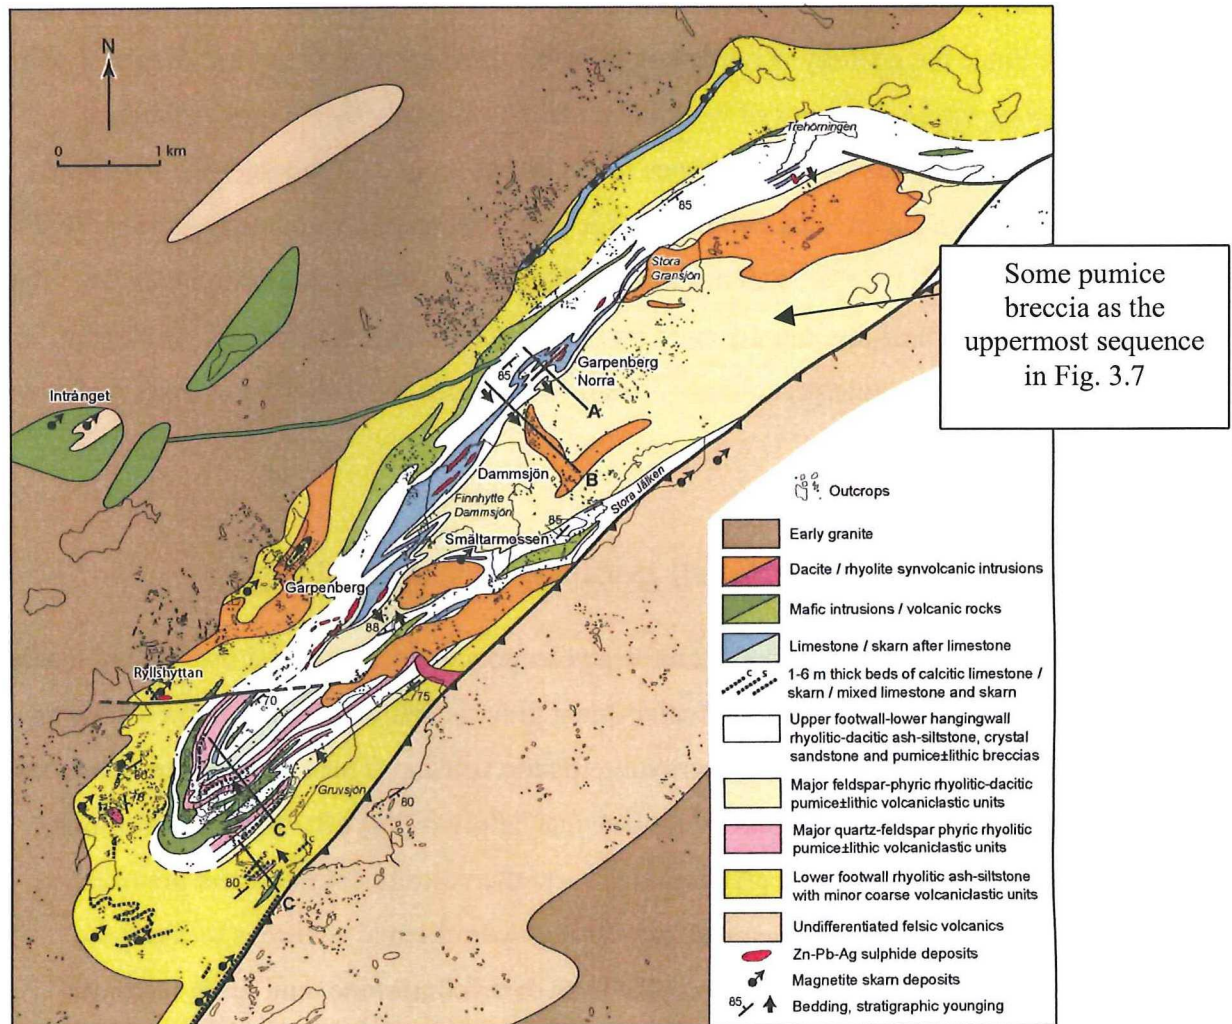 N
0 1 km
Trehörningen
85
Stora
Gransjön
Some pumice
breccia as the
uppermost sequence
in Fig. 3.7
85
Garpenberg
Norra
A
Intrånget
B
Dammsjön
Finnhytte
Dammsjön
Stora Jälken
85
Smältarmossen
Garpenberg
88
Ryllshyttan
70
75
80
78
Gruvsjön
80
C
80
C
Outcrops
Early granite
Dacite / rhyolite synvolcanic intrusions
Mafic intrusions / volcanic rocks
Limestone / skarn after limestone
C S
1-6 m thick beds of calcitic limestone /
skarn / mixed limestone and skarn
Upper footwall-lower hangingwall
rhyolitic-dacitic ash-siltstone, crystal
sandstone and pumice±lithic breccias
Major feldspar-phyric rhyolitic-dacitic
pumice±lithic volcaniclastic units
Major quartz-feldspar phyric rhyolitic
pumice±lithic volcaniclastic units
Lower footwall rhyolitic ash-siltstone
with minor coarse volcaniclastic units
Undifferentiated felsic volcanics
Zn-Pb-Ag sulphide deposits
Magnetite skarn deposits
85 Bedding, stratigraphic younging